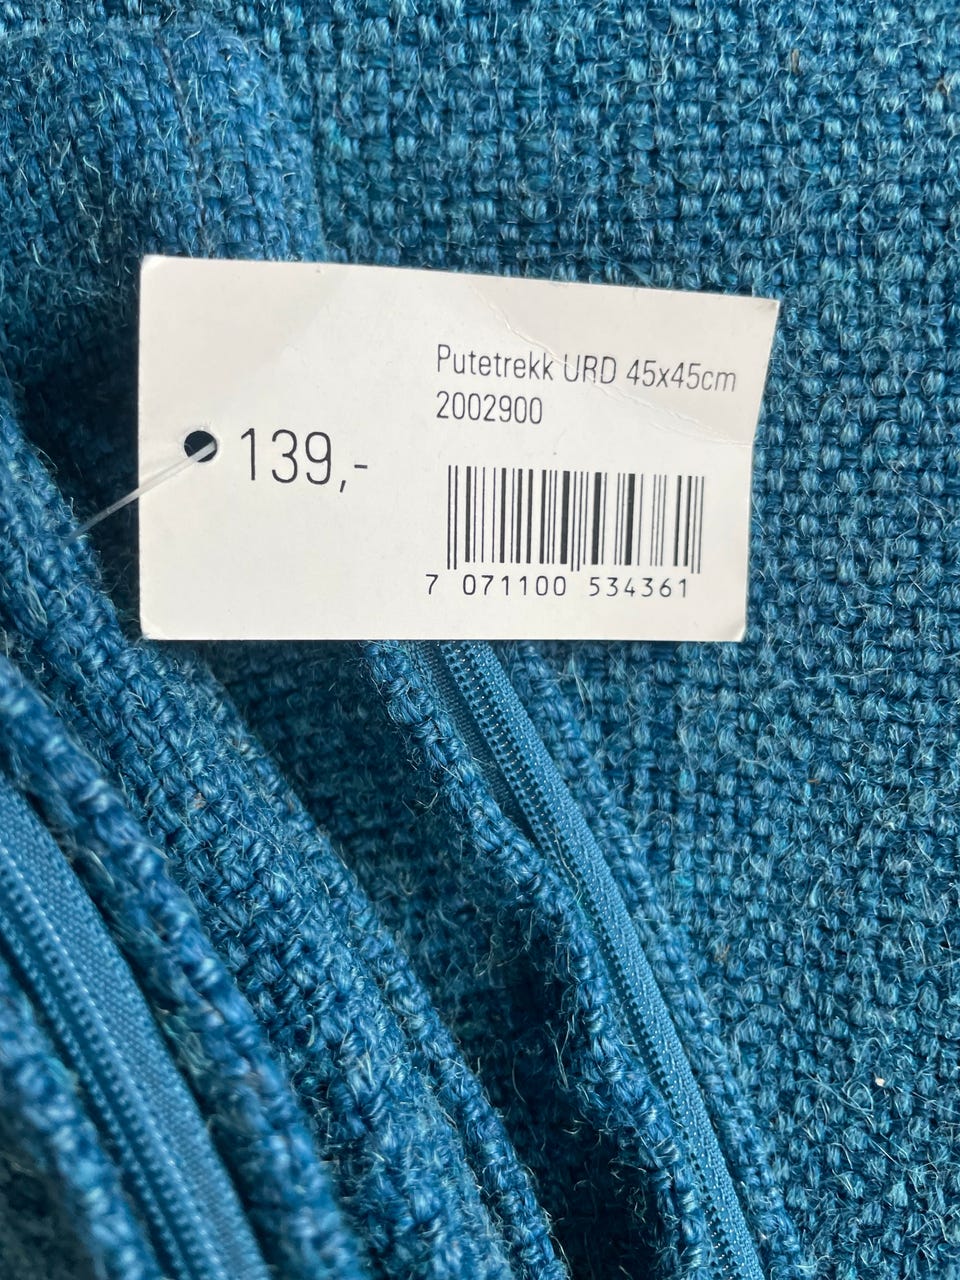 Putetrekk URD 45x45cm
2002900
139,-
7 071100 534361